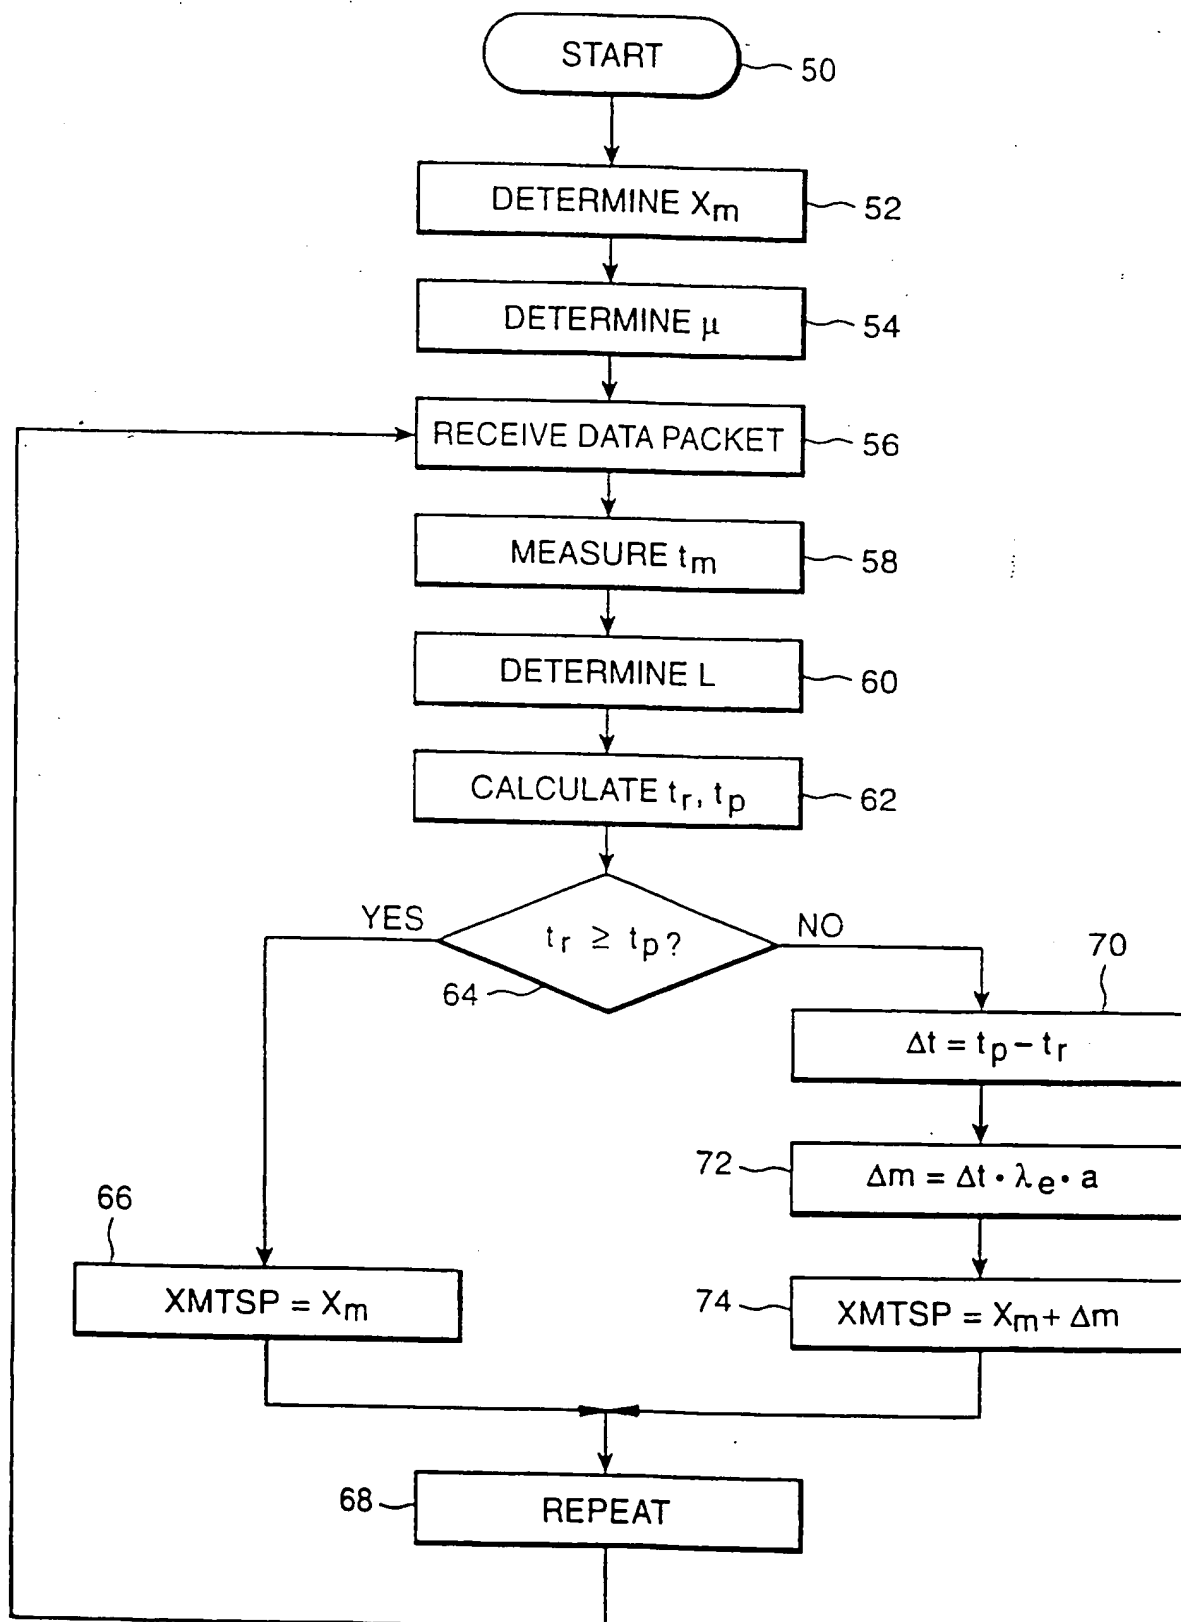 START
50
DETERMINE Xm
52
DETERMINE μ
54
RECEIVE DATA PACKET
56
MEASURE tm
58
DETERMINE L
60
CALCULATE tr, tp
62
YES
tr ≥ tp?
NO
64
70
Δt = tp – tr
72
Δm = Δt · λe · a
66
XMTSP = Xm
74
XMTSP = Xm + Δm
68
REPEAT